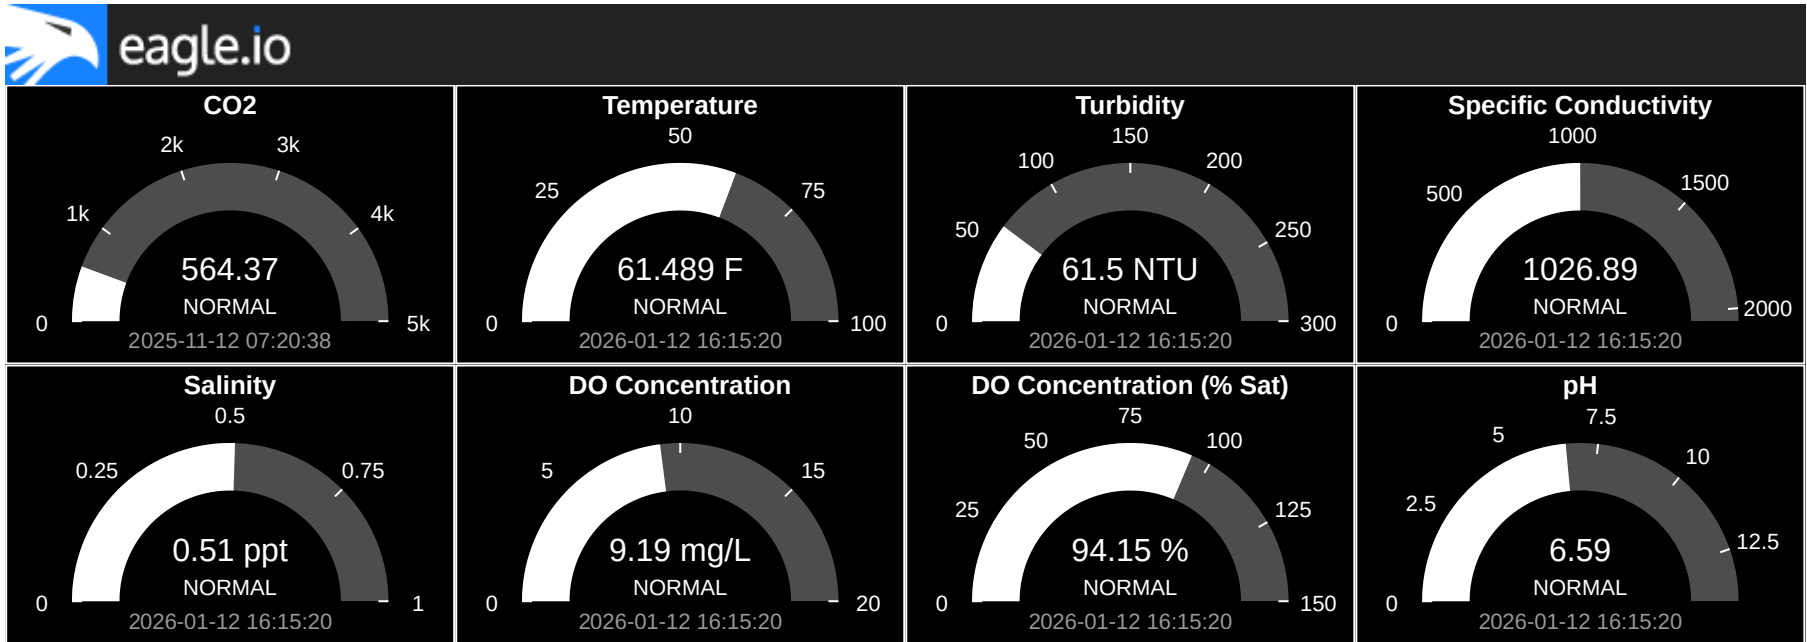 eagle.io
CO2
0
1k
2k
3k
4k
5k
564.37
NORMAL
2025-11-12 07:20:38
Temperature
0
25
50
75
100
61.489 F
NORMAL
2026-01-12 16:15:20
Turbidity
0
50
100
150
200
250
300
61.5 NTU
NORMAL
2026-01-12 16:15:20
Specific Conductivity
0
500
1000
1500
2000
1026.89
NORMAL
2026-01-12 16:15:20
Salinity
0
0.25
0.5
0.75
1
0.51 ppt
NORMAL
2026-01-12 16:15:20
DO Concentration
0
5
10
15
20
9.19 mg/L
NORMAL
2026-01-12 16:15:20
DO Concentration (% Sat)
0
25
50
75
100
125
150
94.15 %
NORMAL
2026-01-12 16:15:20
pH
0
2.5
5
7.5
10
12.5
6.59
NORMAL
2026-01-12 16:15:20